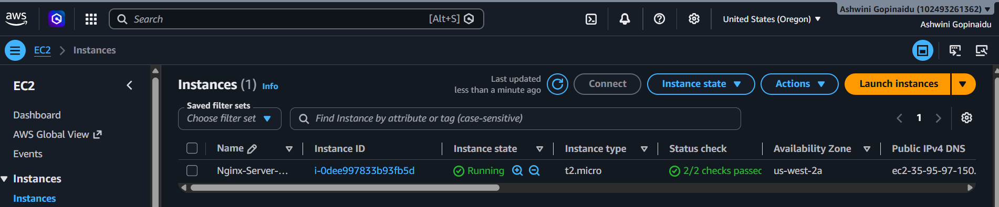 aws
Search
[Alt+S]
United States (Oregon)
Ashwini Gopinaidu (102493261362)
Ashwini Gopinaidu
EC2
Instances
EC2
Dashboard
AWS Global View
Events
Instances
Instances
Instances (1)
Info
Last updated
less than a minute ago
Connect
Instance state
Actions
Launch instances
Saved filter sets
Choose filter set
Find Instance by attribute or tag (case-sensitive)
1
Name Instance ID Instance state Instance type Status check Availability Zone Public IPv4 DNS
Nginx-Server-... i-0dee997833b93fb5d Running t2.micro 2/2 checks passed us-west-2a ec2-35-95-97-150.